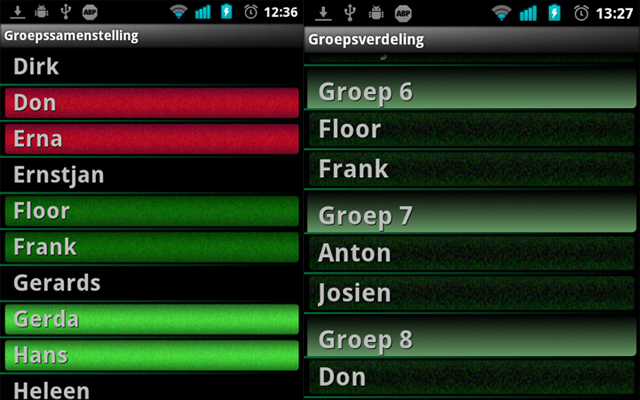 ABP 12:36
Groepssamenstelling
Dirk
Don
Erna
Ernstjan
Floor
Frank
Gerards
Gerda
Hans
Heleen
ABP 13:27
Groepsverdeling
Groep 6
Floor
Frank
Groep 7
Anton
Josien
Groep 8
Don